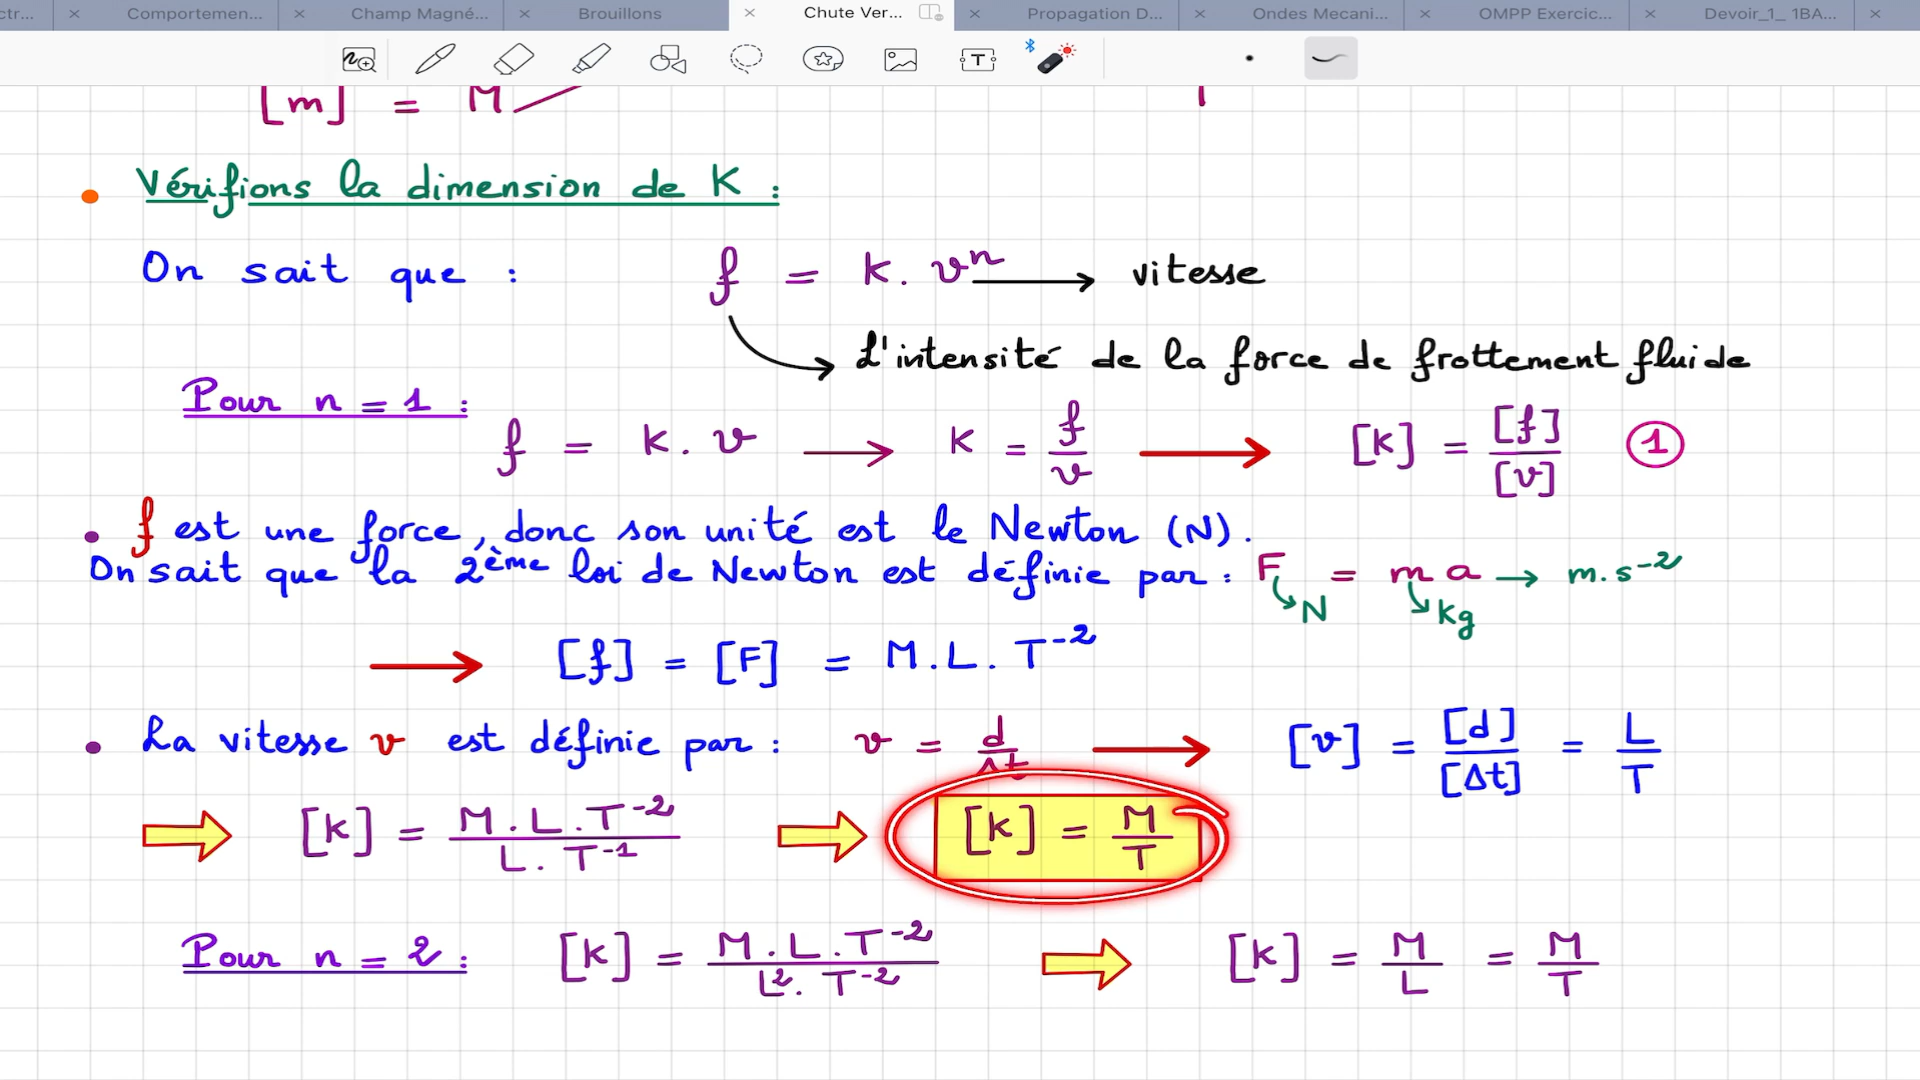 ctr... Comportemen... Champ Magné... Brouillons Chute Ver... Propagation D... Ondes Mecani... OMPP Exercic... Devoir_1_ 1BA...
[m] = M
Vérifions la dimension de K :
On sait que : f = K . v^n → vitesse
L'intensité de la force de frottement fluide
Pour n = 1 :
f = K . v → K = f/v → [K] = [f]/[v] ①
• f est une force, donc son unité est le Newton (N).
On sait que la 2ème loi de Newton est définie par : F = m a → m.s⁻²
N Kg
→ [f] = [F] = M . L . T⁻²
• La vitesse v est définie par : v = d/Δt → [v] = [d]/[Δt] = L/T
⇒ [K] = M . L . T⁻² / L . T⁻¹ ⇒ [K] = M/T
Pour n = 2 : [K] = M . L . T⁻² / L² . T⁻² ⇒ [K] = M/L = M/T